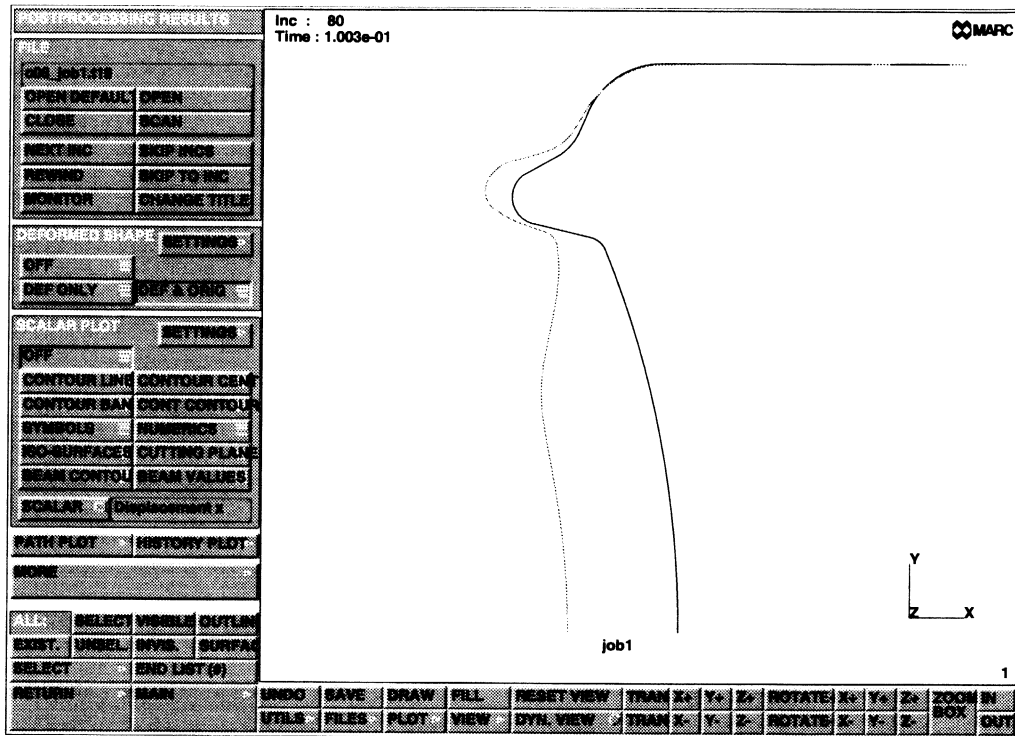 POSTPROCESSING RESULTS
FILE
c08_job1.t19
OPEN DEFAULT OPEN
CLOSE SCAN
NEXT INC SKIP INCS
REWIND SKIP TO INC
MONITOR CHANGE TITLE
DEFORMED SHAPE SETTINGS
OFF
DEF ONLY DEF & ORIG
SCALAR PLOT SETTINGS
OFF
CONTOUR LINE CONTOUR CENT
CONTOUR BAN CONT CONTOUR
SYMBOLS NUMERICS
ISO-SURFACES CUTTING PLANE
BEAM CONTOU BEAM VALUES
SCALAR Displacement x
PATH PLOT HISTORY PLOT
MORE
ALL: SELECT VISIBLE OUTLIN
EXIST. UNSEL. INVIS. SURFAC
SELECT END LIST (#)
RETURN MAIN
Inc : 80
Time : 1.003e-01
MARC
Y
Z X
job1
1
UNDO SAVE DRAW FILL RESET VIEW TRAN X+ Y+ Z+ ROTATE X+ Y+ Z+ ZOOM IN
UTILS FILES PLOT VIEW DYN. VIEW TRAN X- Y- Z- ROTATE X- Y- Z- BOX OUT